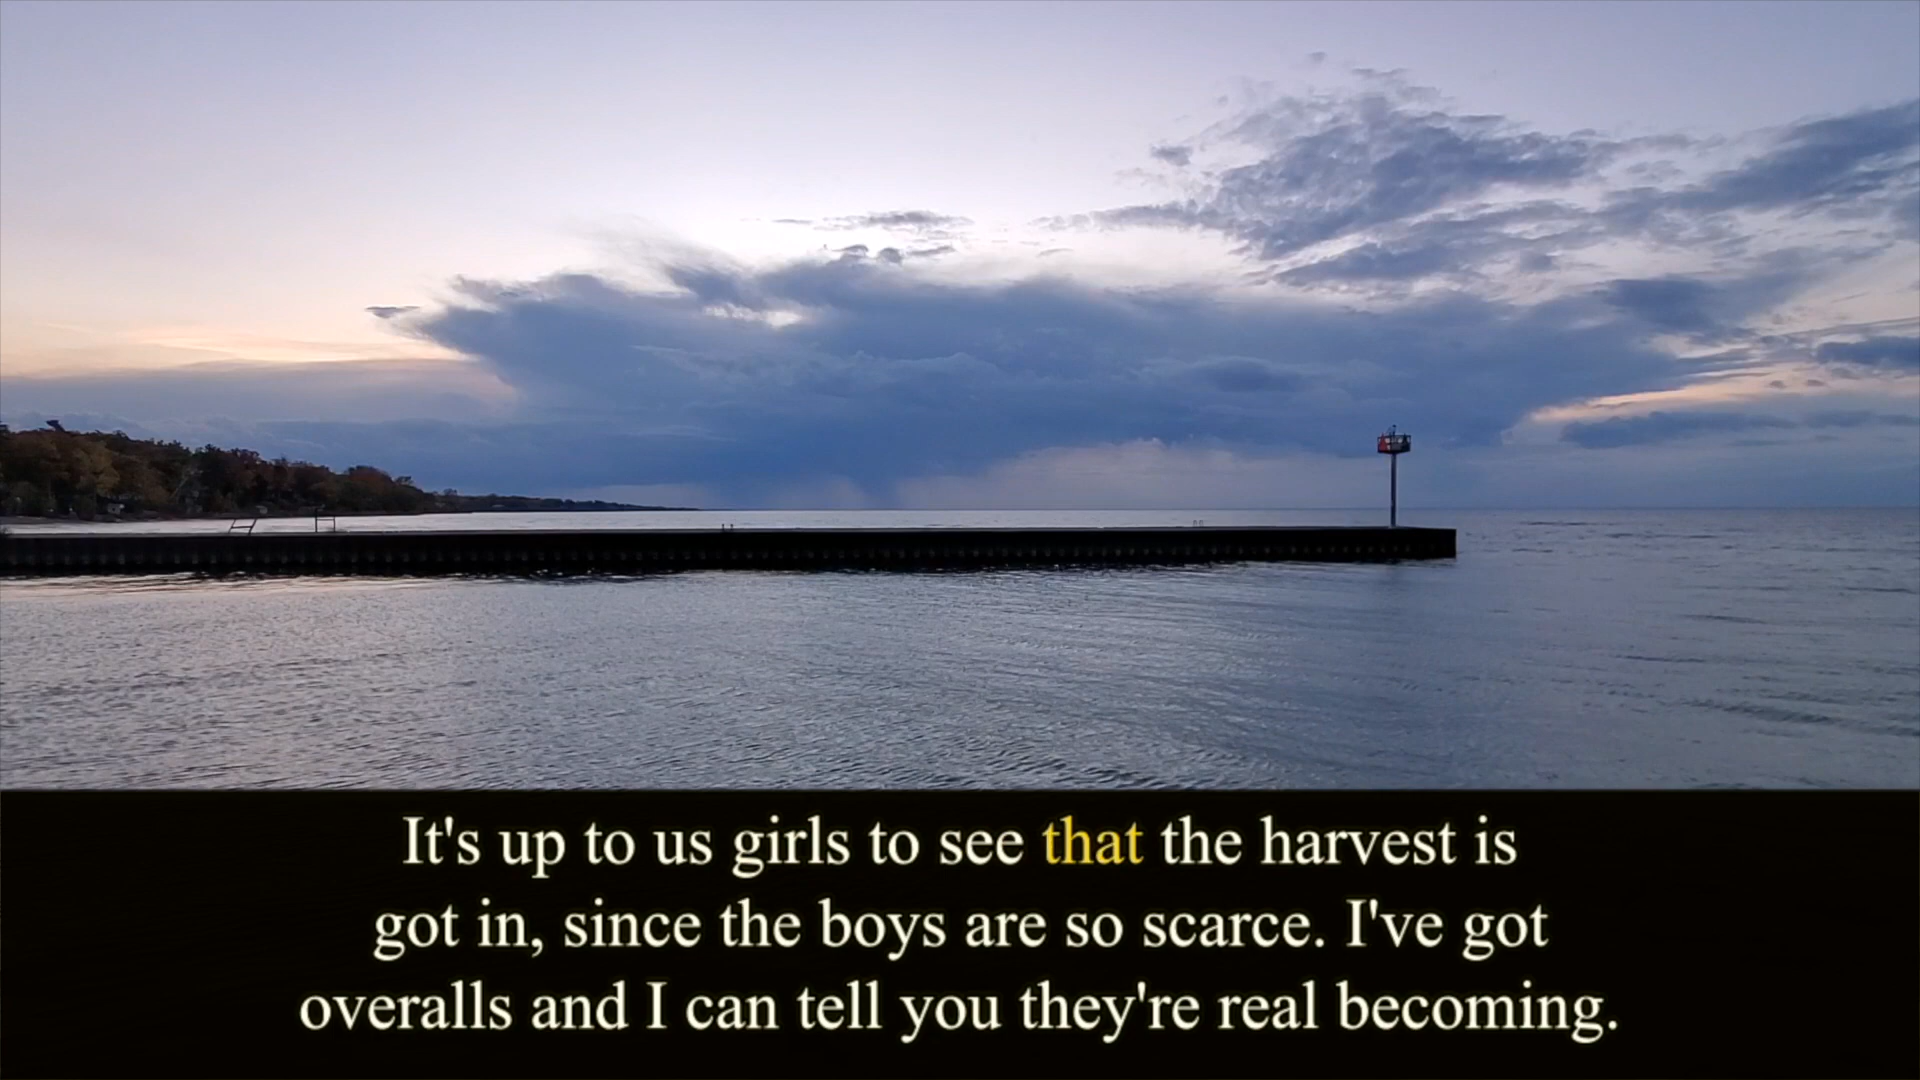 It's up to us girls to see that the harvest is
got in, since the boys are so scarce. I've got
overalls and I can tell you they're real becoming.